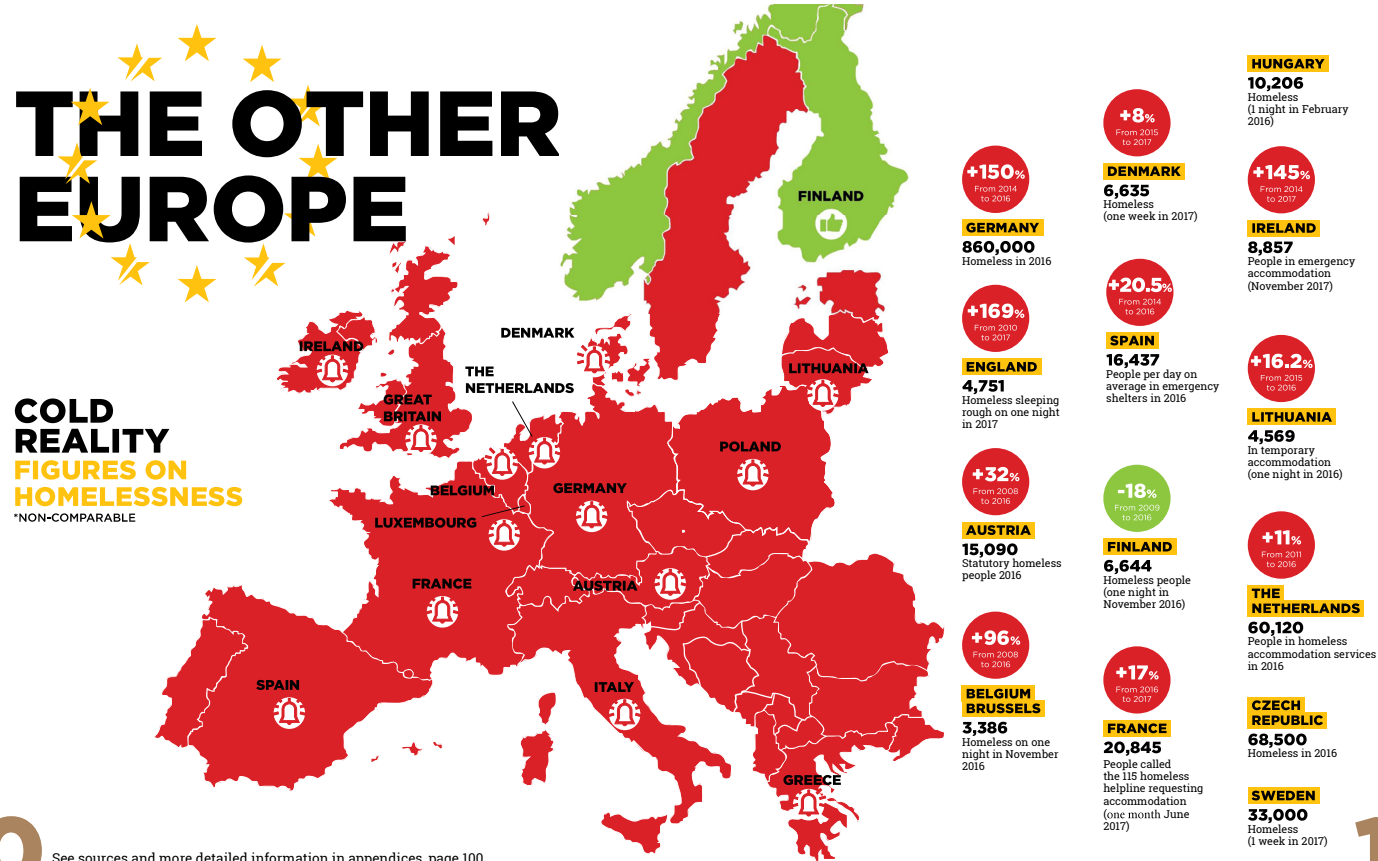 THE OTHER
EUROPE
COLD
REALITY
FIGURES ON
HOMELESSNESS
*NON-COMPARABLE
FINLAND
DENMARK
IRELAND
THE
NETHERLANDS
LITHUANIA
GREAT
BRITAIN
POLAND
BELGIUM
GERMANY
LUXEMBOURG
FRANCE
AUSTRIA
SPAIN
ITALY
GREECE
+150%
From 2014
to 2016
GERMANY
860,000
Homeless in 2016
+169%
From 2010
to 2017
ENGLAND
4,751
Homeless sleeping
rough on one night
in 2017
+32%
From 2008
to 2016
AUSTRIA
15,090
Statutory homeless
people 2016
+96%
From 2008
to 2016
BELGIUM
BRUSSELS
3,386
Homeless on one
night in November
2016
+8%
From 2015
to 2017
DENMARK
6,635
Homeless
(one week in 2017)
+20.5%
From 2014
to 2016
SPAIN
16,437
People per day on
average in emergency
shelters in 2016
-18%
From 2009
to 2016
FINLAND
6,644
Homeless people
(one night in
November 2016)
+17%
From 2016
to 2017
FRANCE
20,845
People called
the 115 homeless
helpline requesting
accommodation
(one month June
2017)
HUNGARY
10,206
Homeless
(1 night in February
2016)
+145%
From 2014
to 2017
IRELAND
8,857
People in emergency
accommodation
(November 2017)
+16.2%
From 2015
to 2016
LITHUANIA
4,569
In temporary
accommodation
(one night in 2016)
+11%
From 2011
to 2016
THE
NETHERLANDS
60,120
People in homeless
accommodation services
in 2016
CZECH
REPUBLIC
68,500
Homeless in 2016
SWEDEN
33,000
Homeless
(1 week in 2017)
See sources and more detailed information in appendices, page 100